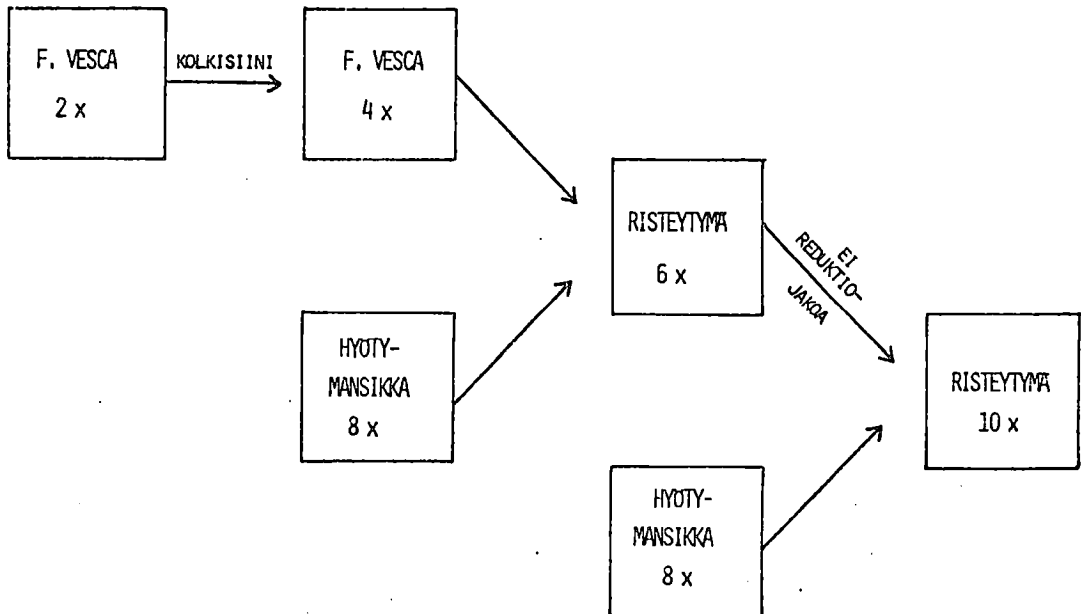 F. VESCA
2 x
KOLKISIINI
F. VESCA
4 x
RISTEYTYMÄ
6 x
EI
REDUKTIO-
JAKOA
HYÖTY-
MANSIKKA
8 x
RISTEYTYMÄ
10 x
HYÖTY-
MANSIKKA
8 x